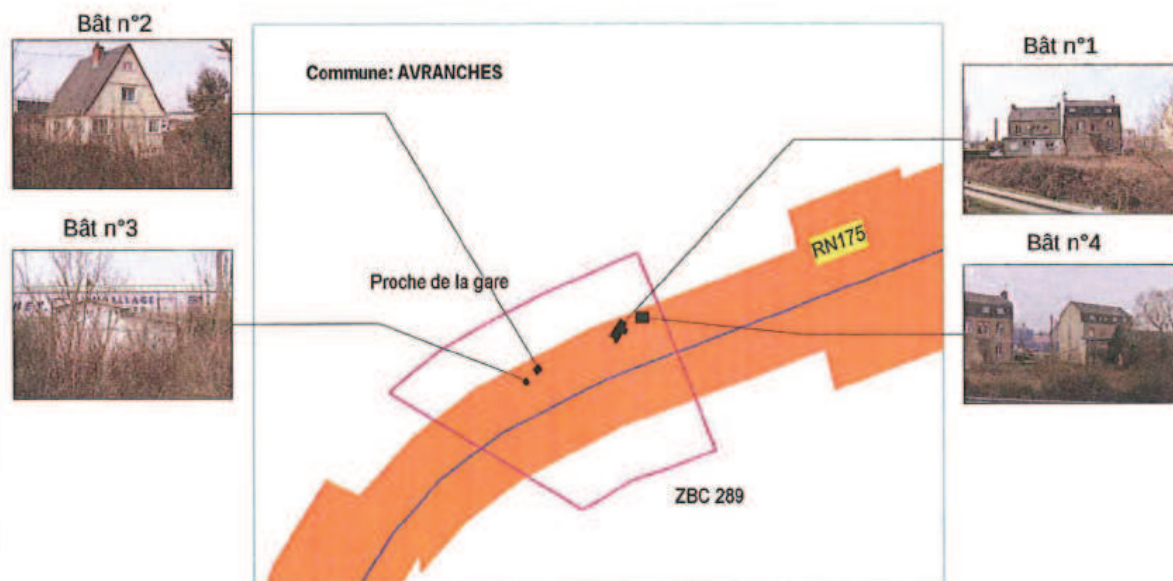 Bât n°2
Commune: AVRANCHES
Bât n°1
Bât n°3
RN175
Bât n°4
Proche de la gare
ZBC 289